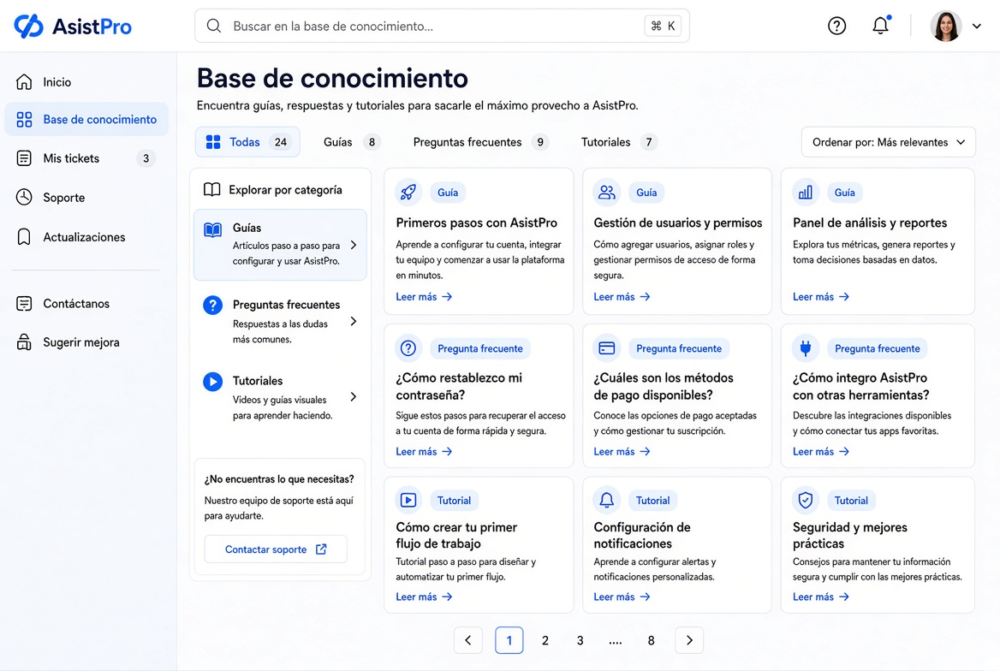 AsistPro
Buscar en la base de conocimiento...
⌘ K
Inicio
Base de conocimiento
Mis tickets
3
Soporte
Actualizaciones
Contáctanos
Sugerir mejora
Base de conocimiento
Encuentra guías, respuestas y tutoriales para sacarle el máximo provecho a AsistPro.
Todas 24
Guías 8
Preguntas frecuentes 9
Tutoriales 7
Ordenar por: Más relevantes
Explorar por categoría
Guías
Artículos paso a paso para
configurar y usar AsistPro.
Preguntas frecuentes
Respuestas a las dudas
más comunes.
Tutoriales
Videos y guías visuales
para aprender haciendo.
¿No encuentras lo que necesitas?
Nuestro equipo de soporte está aquí
para ayudarte.
Contactar soporte
Guía
Primeros pasos con AsistPro
Aprende a configurar tu cuenta, integrar
tu equipo y comenzar a usar la plataforma
en minutos.
Leer más →
Guía
Gestión de usuarios y permisos
Cómo agregar usuarios, asignar roles y
gestionar permisos de acceso de forma
segura.
Leer más →
Guía
Panel de análisis y reportes
Explora tus métricas, genera reportes y
toma decisiones basadas en datos.
Leer más →
Pregunta frecuente
¿Cómo restablezco mi
contraseña?
Sigue estos pasos para recuperar el acceso
a tu cuenta de forma rápida y segura.
Leer más →
Pregunta frecuente
¿Cuáles son los métodos
de pago disponibles?
Conoce las opciones de pago aceptadas
y cómo gestionar tu suscripción.
Leer más →
Pregunta frecuente
¿Cómo integro AsistPro
con otras herramientas?
Descubre las integraciones disponibles
y cómo conectar tus apps favoritas.
Leer más →
Tutorial
Cómo crear tu primer
flujo de trabajo
Tutorial paso a paso para diseñar y
automatizar tu primer flujo.
Leer más →
Tutorial
Configuración de
notificaciones
Aprende a configurar alertas y
notificaciones personalizadas.
Leer más →
Tutorial
Seguridad y mejores
prácticas
Consejos para mantener tu información
segura y cumplir con las mejores prácticas.
Leer más →
1 2 3 .... 8